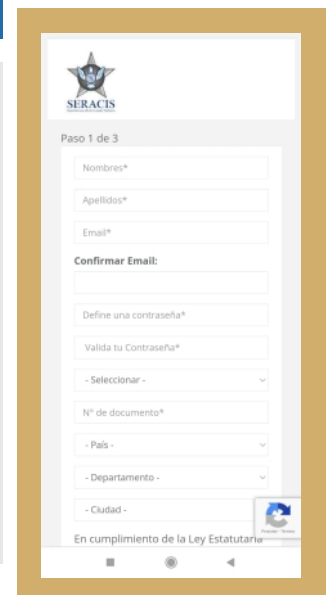 SERACIS
Paso 1 de 3
Nombres*
Apellidos*
Email*
Confirmar Email:
Define una contraseña*
Valida tu Contraseña*
- Seleccionar -
N° de documento*
- País -
- Departamento -
- Ciudad -
En cumplimiento de la Ley Estatutaria